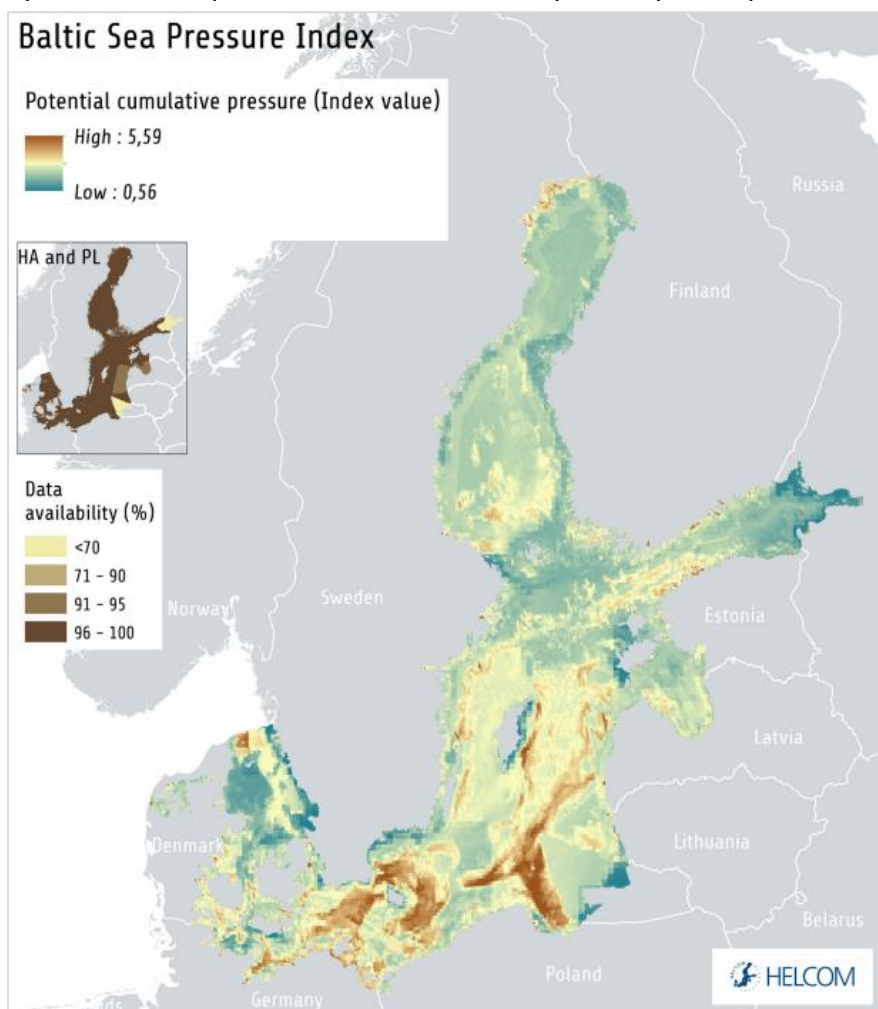 Baltic Sea Pressure Index
Potential cumulative pressure (Index value)
High : 5,59
Low : 0,56
HA and PL
Data
availability (%)
<70
71 - 90
91 - 95
96 - 100
Russia
Finland
Norway
Sweden
Estonia
Latvia
Denmark
Lithuania
Belarus
Poland
Germany
HELCOM